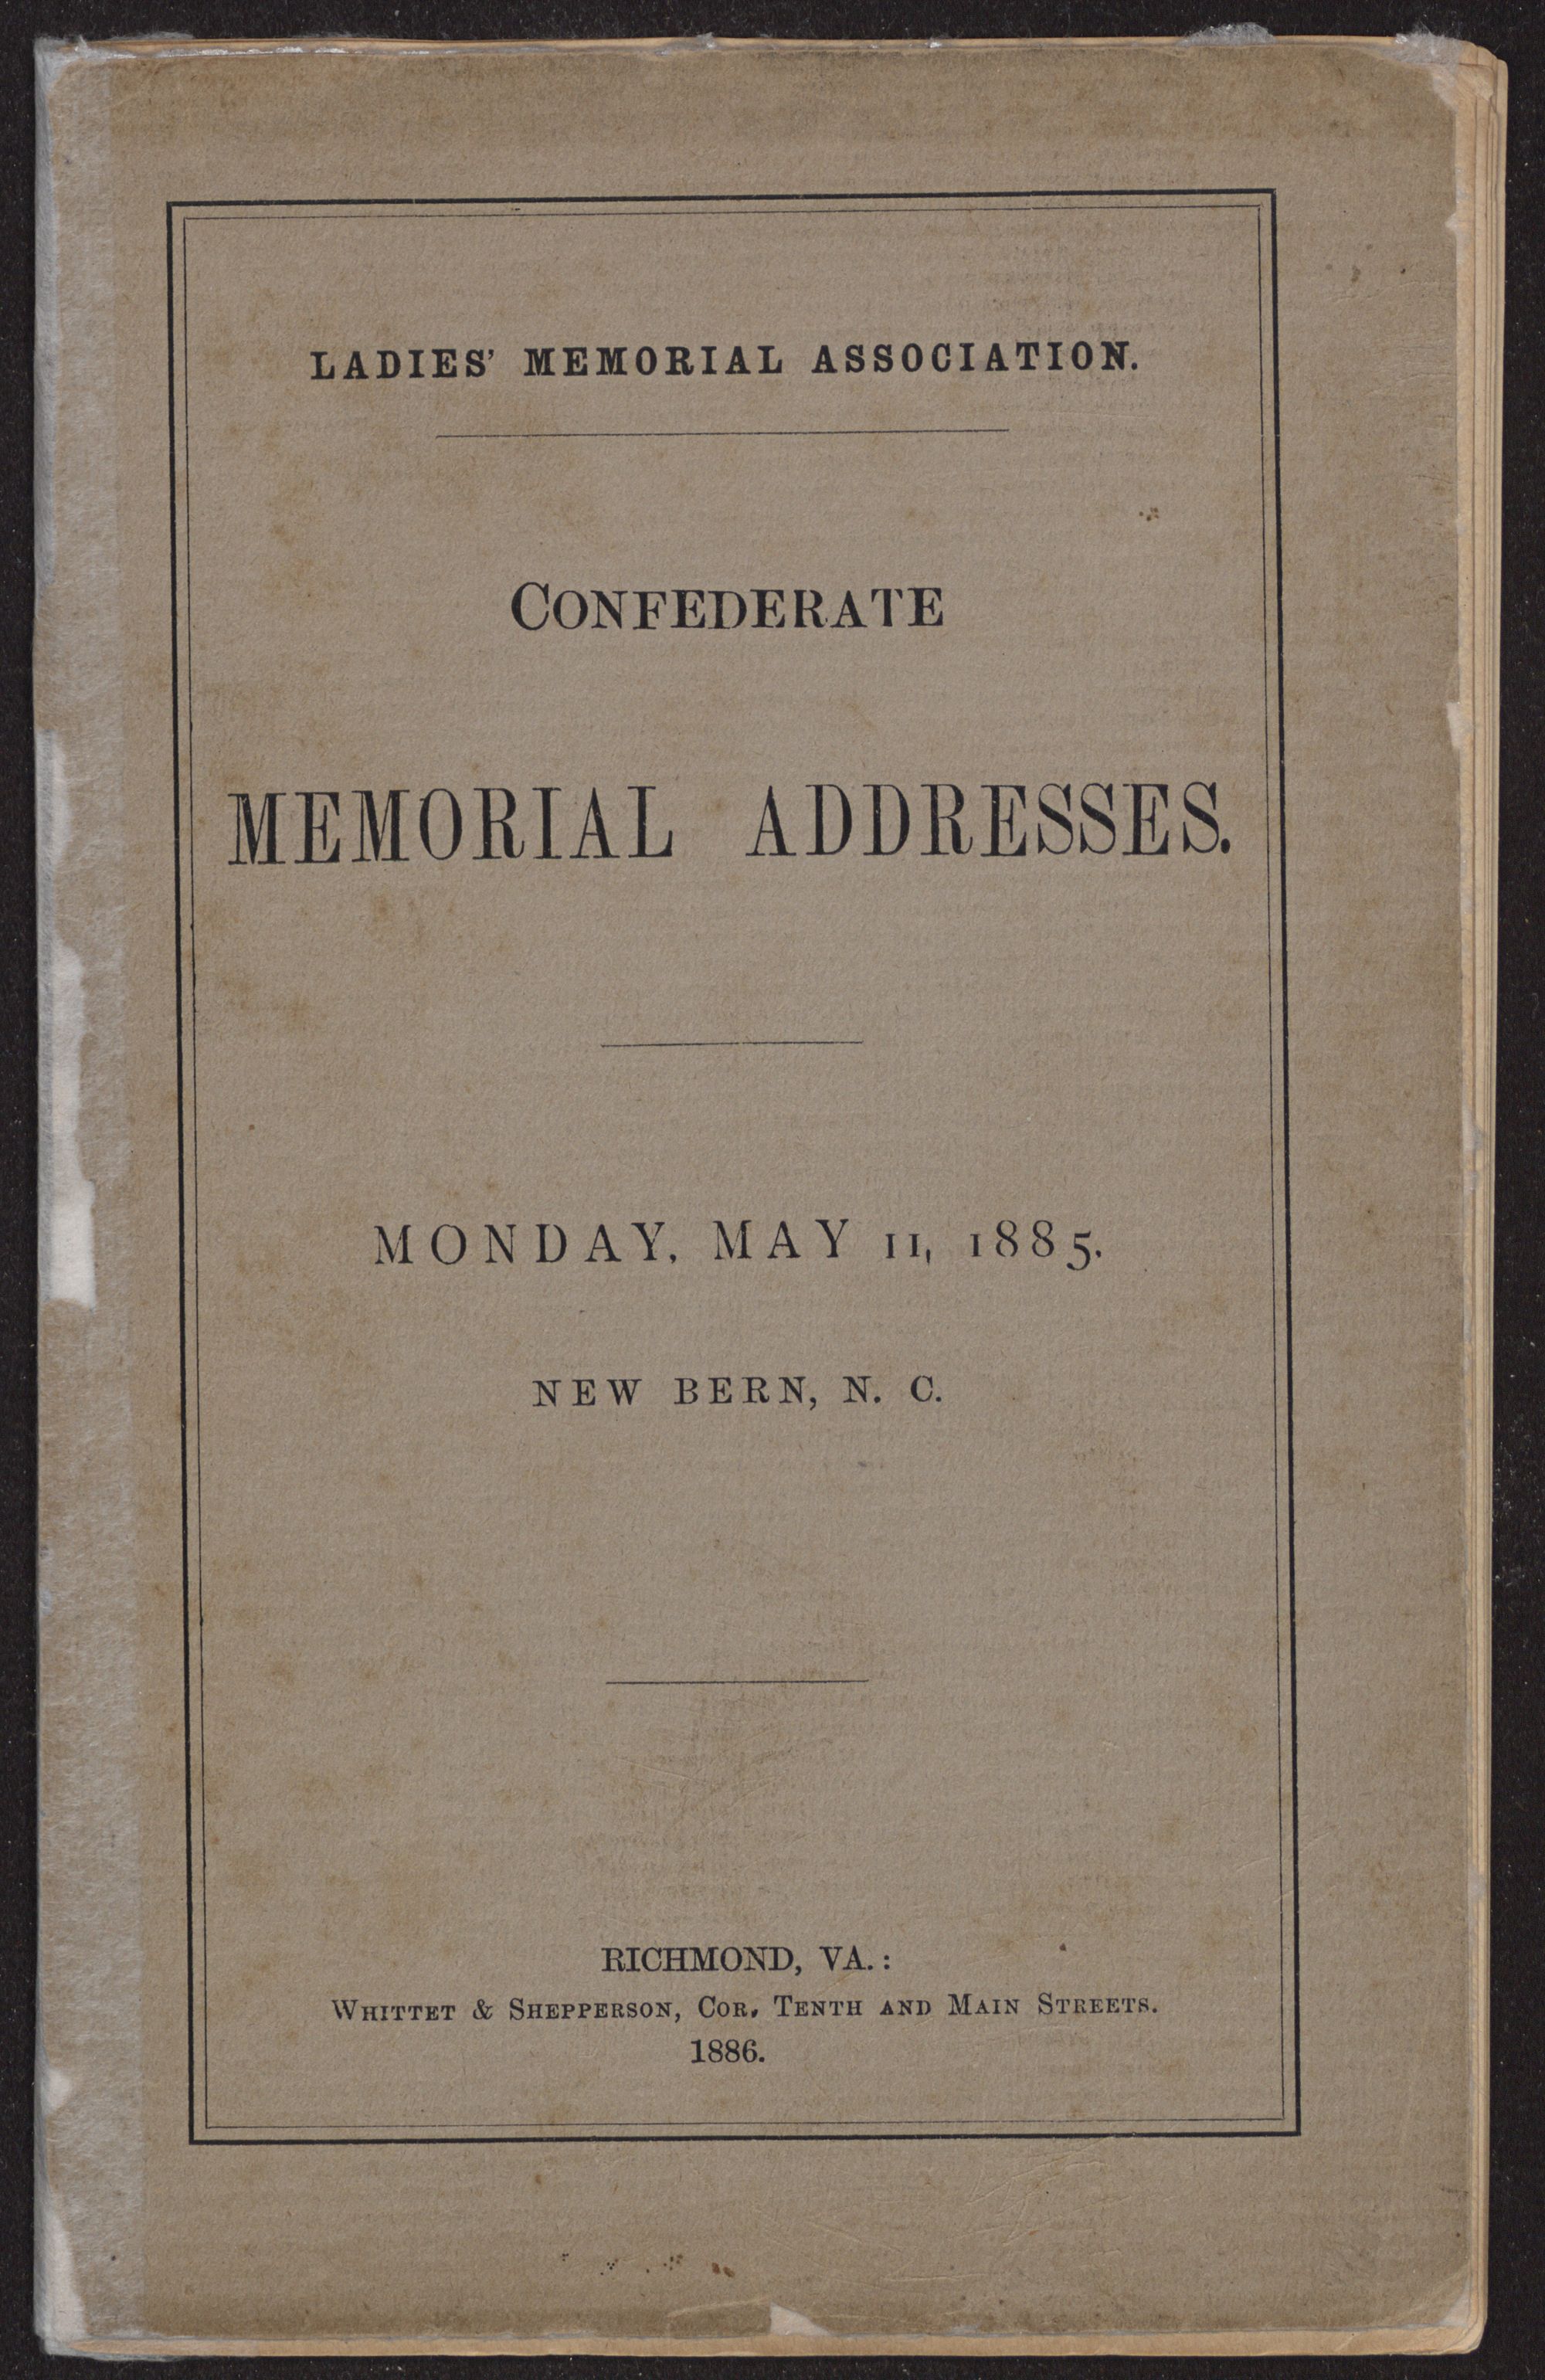 LADIES' MEMORIAL ASSOCIATION.
CONFEDERATE
MEMORIAL ADDRESSES.
MONDAY, MAY 11, 1885.
NEW BERN, N. C.
RICHMOND, VA.:
WHITTET & SHEPPERSON, COR. TENTH AND MAIN STREETS.
1886.